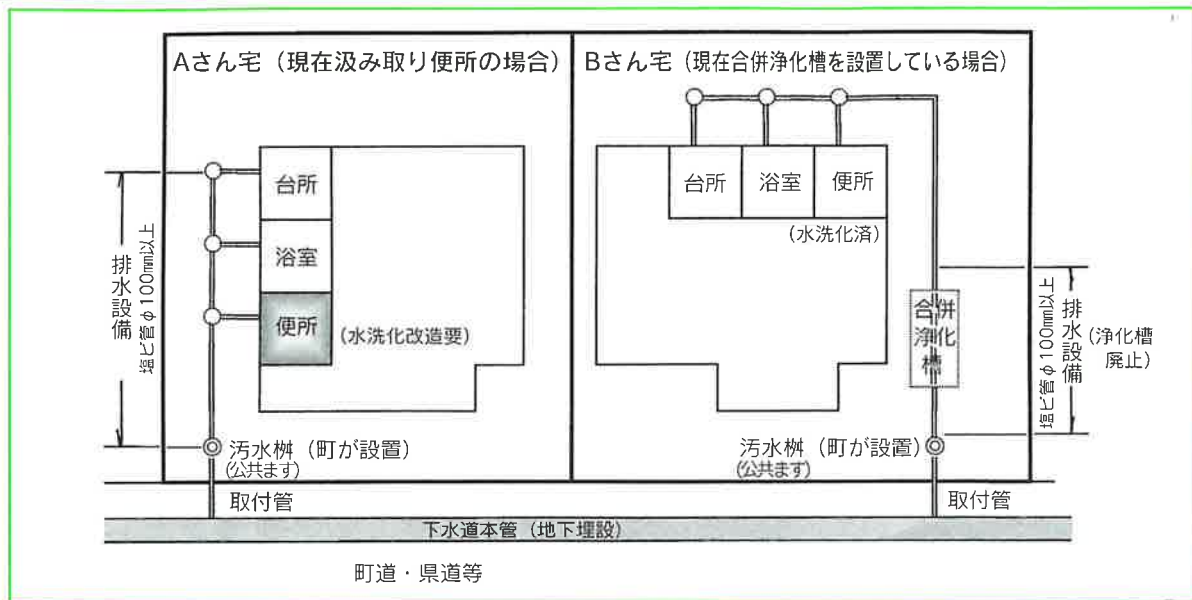 Aさん宅（現在汲み取り便所の場合）
台所
浴室
便所
（水洗化改造要）
排水設備
塩ビ管φ100㎜以上
汚水桝（町が設置）
（公共ます）
取付管
Bさん宅（現在合併浄化槽を設置している場合）
台所
浴室
便所
（水洗化済）
合併
浄化
槽
塩ビ管φ100㎜以上
排水設備
（浄化槽
廃止）
汚水桝（町が設置）
（公共ます）
取付管
下水道本管（地下埋設）
町道・県道等